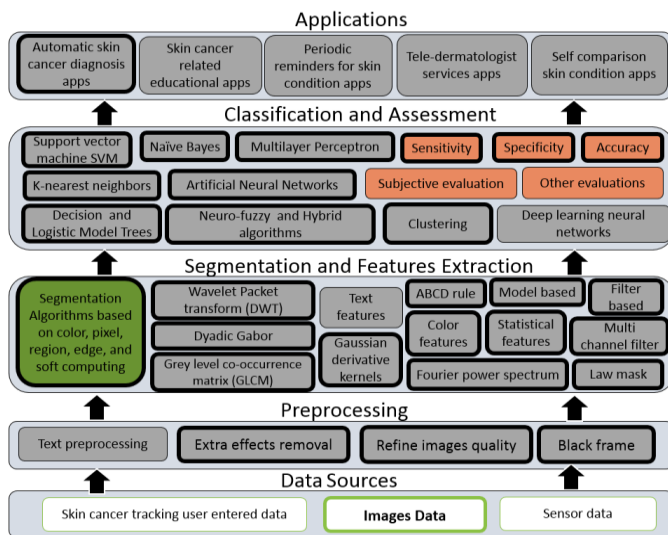 Applications
Automatic skin
cancer diagnosis
apps
Skin cancer
related
educational apps
Periodic
reminders for skin
condition apps
Tele-dermatologist
services apps
Self comparison
skin condition apps
Classification and Assessment
Support vector
machine SVM
Naïve Bayes
Multilayer Perceptron
Sensitivity
Specificity
Accuracy
K-nearest neighbors
Artificial Neural Networks
Subjective evaluation
Other evaluations
Decision and
Logistic Model Trees
Neuro-fuzzy and Hybrid
algorithms
Clustering
Deep learning neural
networks
Segmentation and Features Extraction
Segmentation
Algorithms based
on color, pixel,
region, edge, and
soft computing
Wavelet Packet
transform (DWT)
Dyadic Gabor
Grey level co-occurrence
matrix (GLCM)
Text
features
Gaussian
derivative
kernels
ABCD rule
Model based
Filter
based
Color
features
Statistical
features
Multi
channel filter
Fourier power spectrum
Law mask
Preprocessing
Text preprocessing
Extra effects removal
Refine images quality
Black frame
Data Sources
Skin cancer tracking user entered data
Images Data
Sensor data